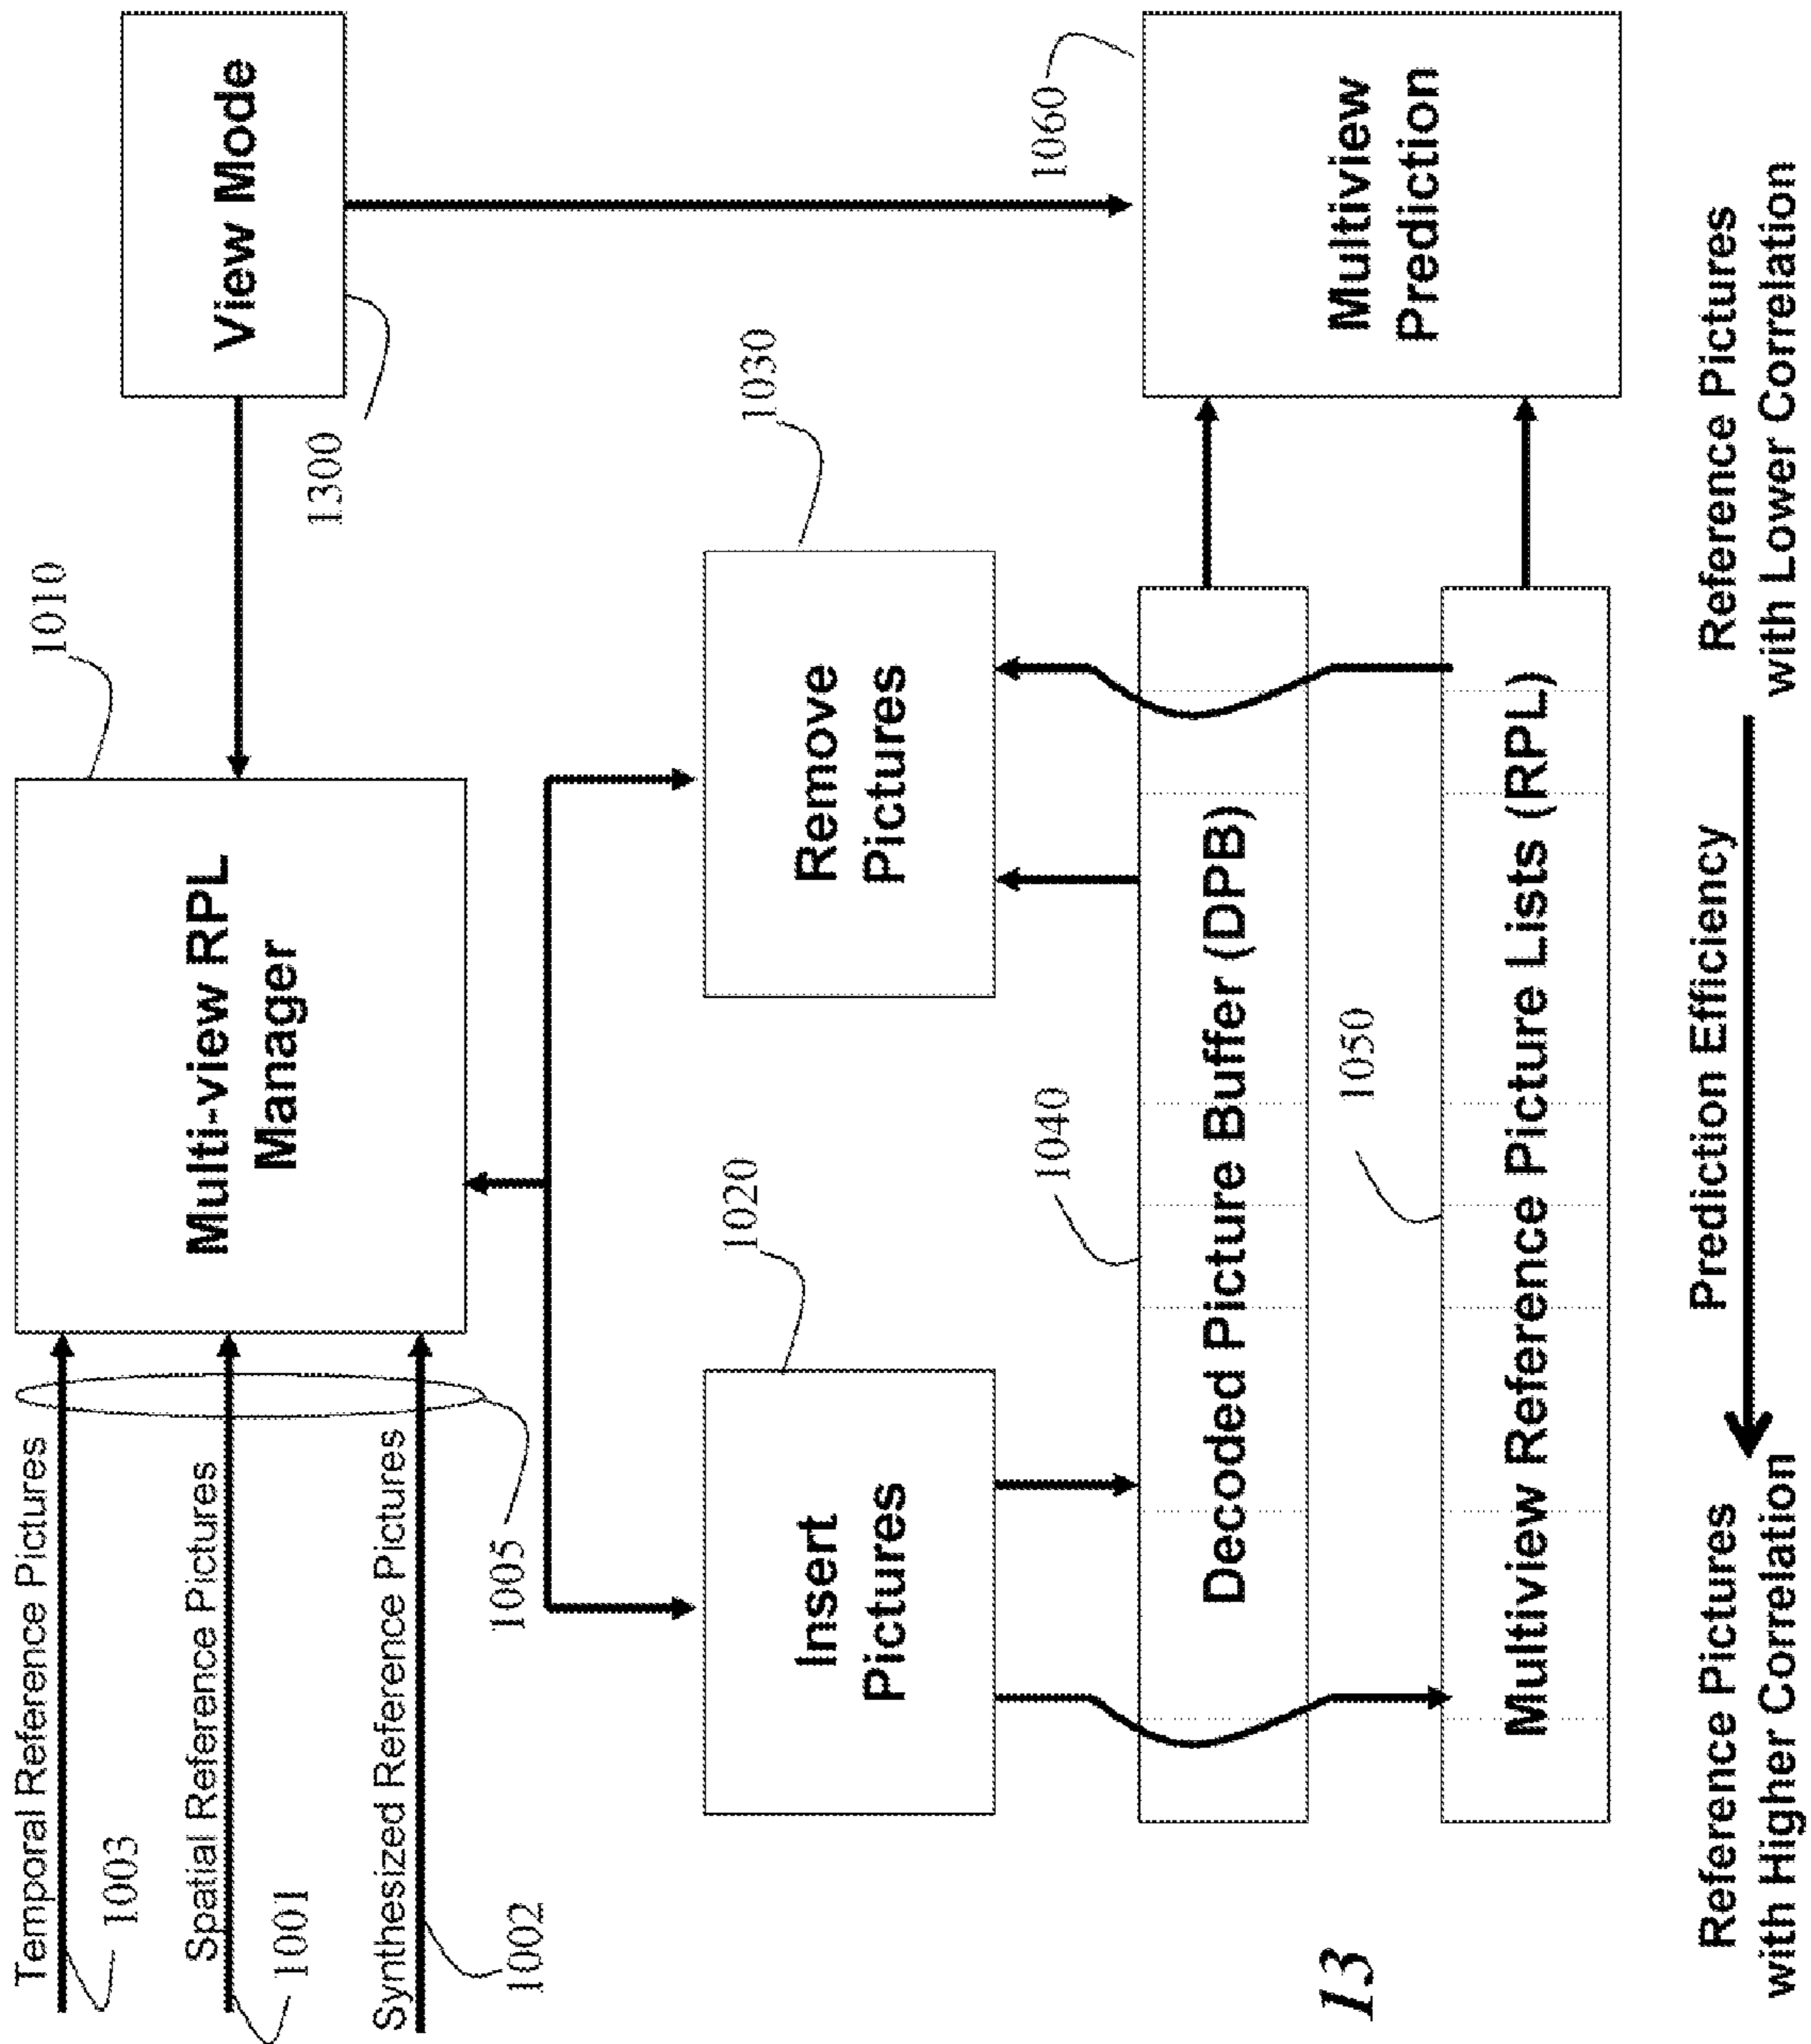 Temporal Reference Pictures
1003
Spatial Reference Pictures
1001
Synthesized Reference Pictures
1002
1005
Multi-view RPL
Manager
1010
View Mode
1300
Insert
Pictures
1020
Remove
Pictures
1030
Decoded Picture Buffer (DPB)
1040
Multiview Reference Picture Lists (RPL)
1050
Multiview
Prediction
1060
13
Reference Pictures
with Higher Correlation
Prediction Efficiency
Reference Pictures
with Lower Correlation